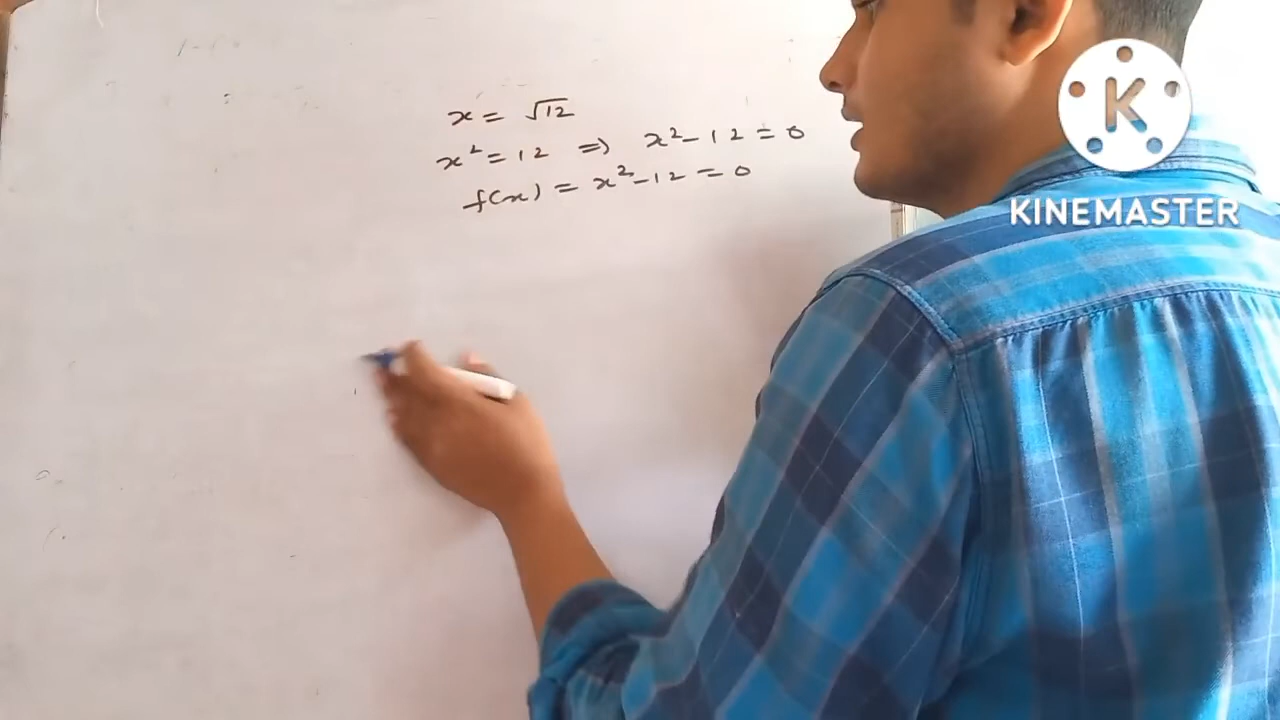 x = √12
x² = 12 ⇒ x² - 12 = 0
f(x) = x² - 12 = 0
K
KINEMASTER